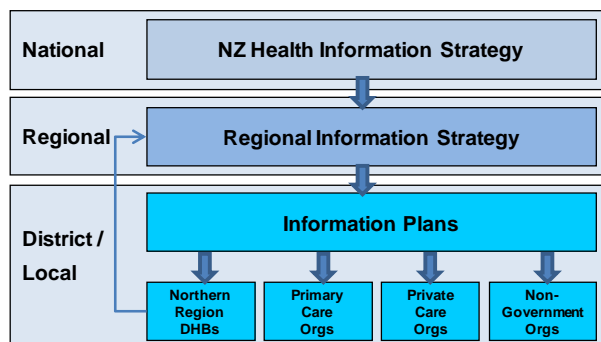 National
NZ Health Information Strategy
Regional
Regional Information Strategy
District /
Local
Information Plans
Northern
Region
DHBs
Primary
Care
Orgs
Private
Care
Orgs
Non-
Government
Orgs